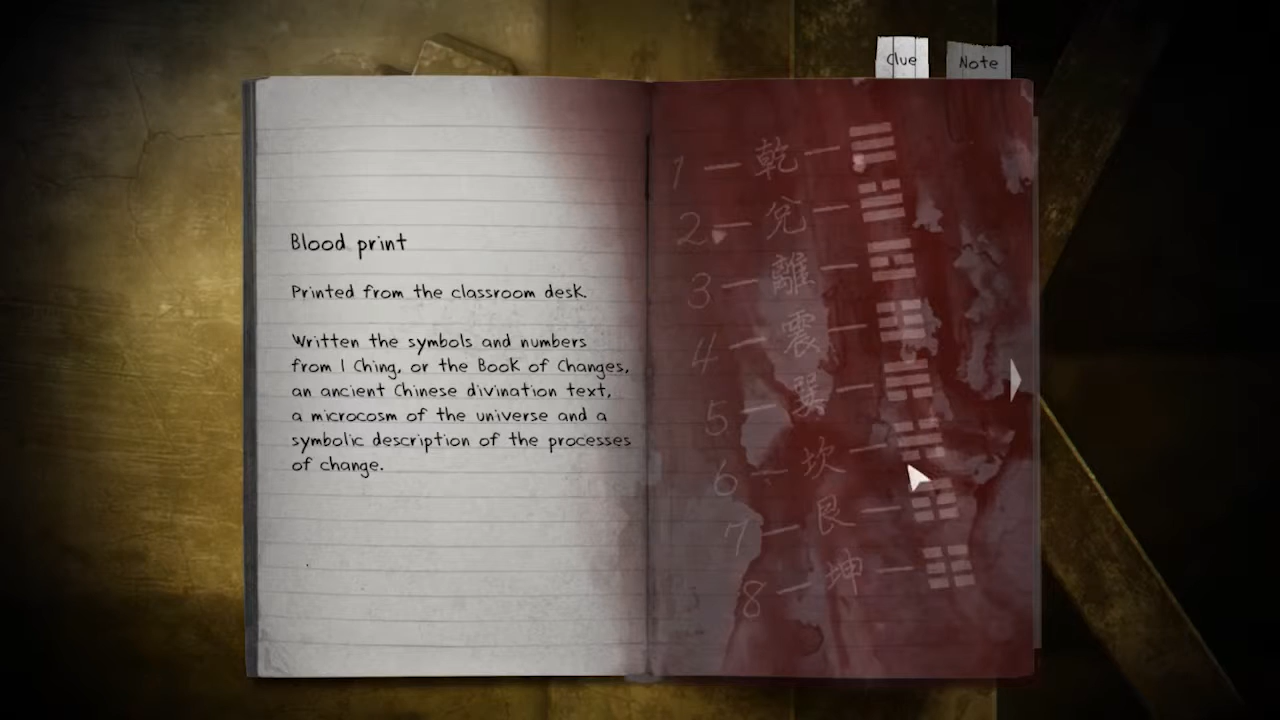 Clue
Note
Blood print
Printed from the classroom desk.
Written the symbols and numbers
from I Ching, or the Book of Changes,
an ancient Chinese divination text,
a microcosm of the universe and a
symbolic description of the processes
of change.
1 — 乾 — ☰
2 — 兌 — ☱
3 — 離 — ☲
4 — 震 — ☳
5 — 巽 — ☴
6 — 坎 — ☵
7 — 艮 — ☶
8 — 坤 — ☷